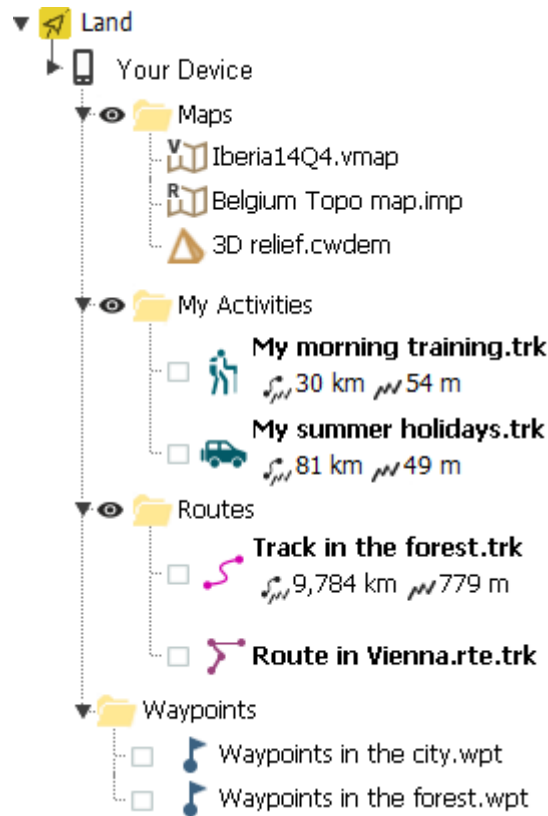 Land
Your Device
Maps
V Iberia14Q4.vmap
R Belgium Topo map.imp
3D relief.cwdem
My Activities
My morning training.trk
30 km 54 m
My summer holidays.trk
81 km 49 m
Routes
Track in the forest.trk
9,784 km 779 m
Route in Vienna.rte.trk
Waypoints
Waypoints in the city.wpt
Waypoints in the forest.wpt